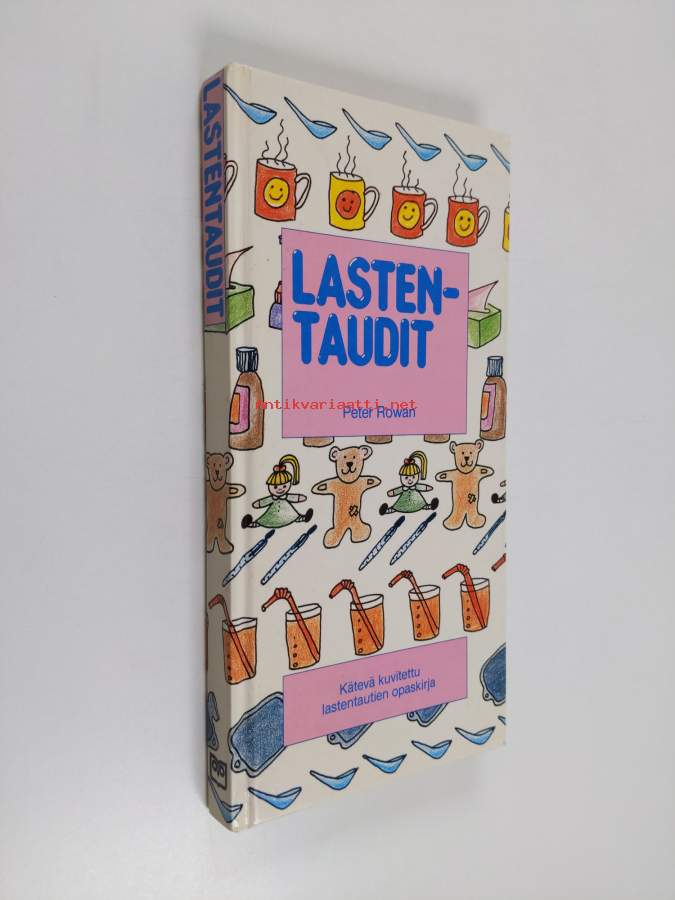 LASTENTAUDIT
LASTEN-
TAUDIT
antikvariaatti.net
Peter Rowan
Kätevä kuvitettu
lastentautien opaskirja